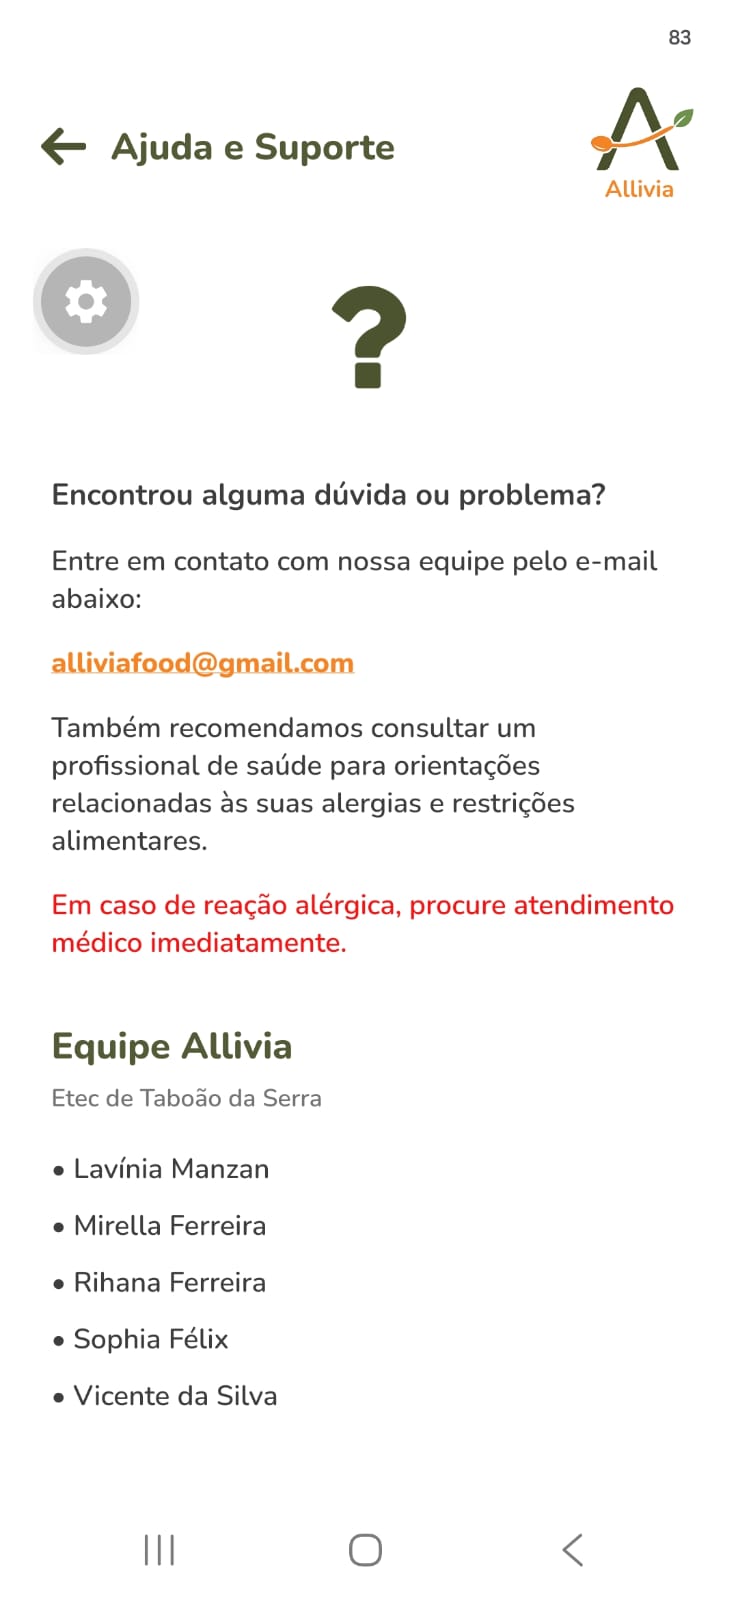 83
Ajuda e Suporte
Allivia
?
Encontrou alguma dúvida ou problema?
Entre em contato com nossa equipe pelo e-mail
abaixo:
alliviafood@gmail.com
Também recomendamos consultar um
profissional de saúde para orientações
relacionadas às suas alergias e restrições
alimentares.
Em caso de reação alérgica, procure atendimento
médico imediatamente.
Equipe Allivia
Etec de Taboão da Serra
• Lavínia Manzan
• Mirella Ferreira
• Rihana Ferreira
• Sophia Félix
• Vicente da Silva